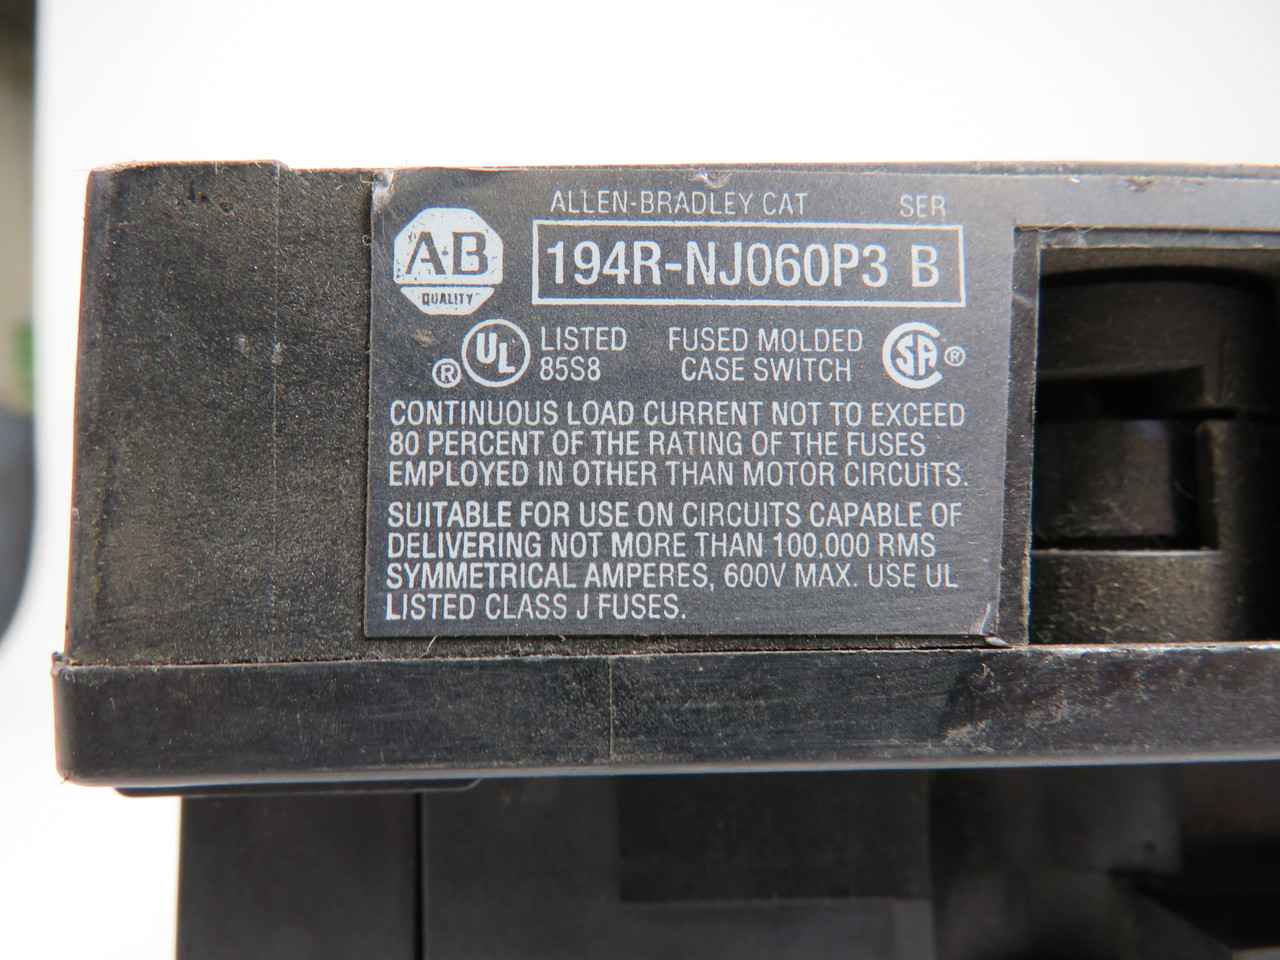 ALLEN-BRADLEY CAT SER
AB
QUALITY
194R-NJ060P3 B
® UL LISTED 85S8
FUSED MOLDED CASE SWITCH
SA ®
CONTINUOUS LOAD CURRENT NOT TO EXCEED
80 PERCENT OF THE RATING OF THE FUSES
EMPLOYED IN OTHER THAN MOTOR CIRCUITS.
SUITABLE FOR USE ON CIRCUITS CAPABLE OF
DELIVERING NOT MORE THAN 100,000 RMS
SYMMETRICAL AMPERES, 600V MAX. USE UL
LISTED CLASS J FUSES.